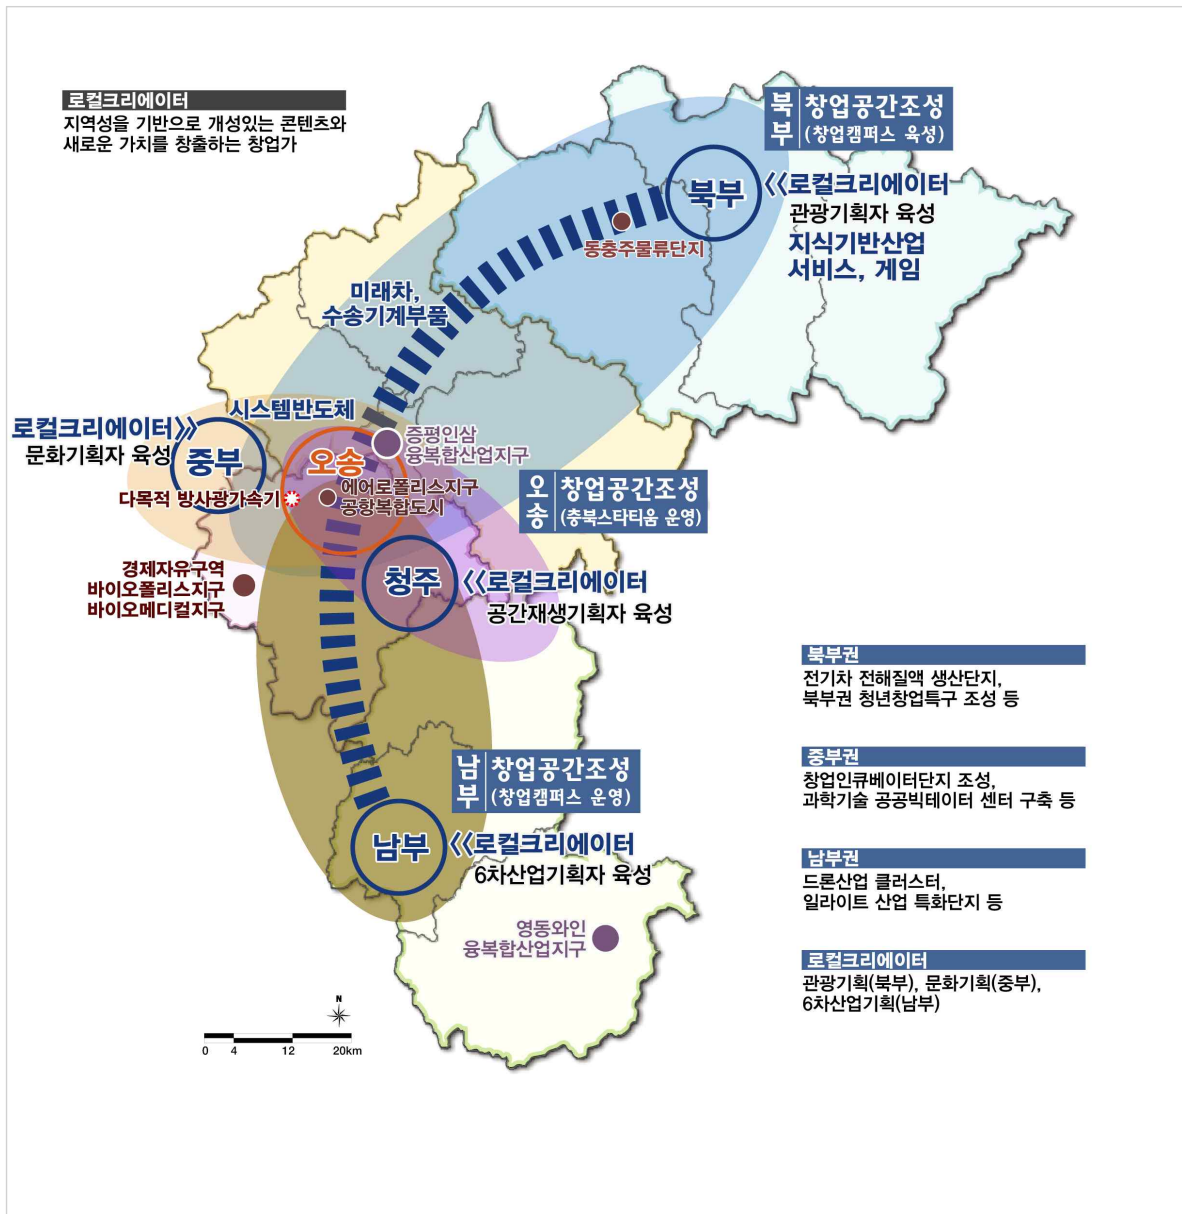 로컬크리에이터
지역성을 기반으로 개성있는 콘텐츠와
새로운 가치를 창출하는 창업가
북부
창업공간조성
(창업캠퍼스 육성)
북부
《로컬크리에이터
관광기획자 육성
지식기반산업
서비스, 게임
동충주물류단지
미래차,
수송기계부품
시스템반도체
로컬크리에이터》
문화기획자 육성
중부
오송
증평인삼
융복합산업지구
다목적 방사광가속기
에어로폴리스지구
공항복합도시
오송
창업공간조성
(충북스타티움 운영)
경제자유구역
바이오폴리스지구
바이오메디컬지구
청주
《로컬크리에이터
공간재생기획자 육성
남부
창업공간조성
(창업캠퍼스 운영)
남부
《로컬크리에이터
6차산업기획자 육성
영동와인
융복합산업지구
북부권
전기차 전해질액 생산단지,
북부권 청년창업특구 조성 등
중부권
창업인큐베이터단지 조성,
과학기술 공공빅테이터 센터 구축 등
남부권
드론산업 클러스터,
일라이트 산업 특화단지 등
로컬크리에이터
관광기획(북부), 문화기획(중부),
6차산업기획(남부)
N
0 4 12 20km